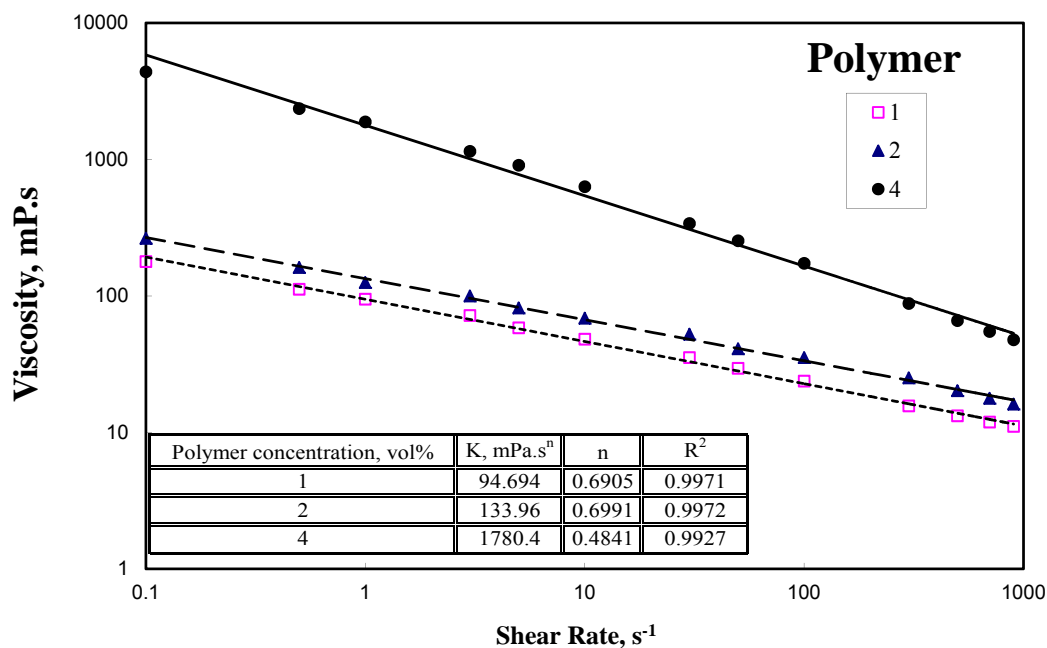 10000
1000
100
10
1
Viscosity, mP.s
Polymer
1
2
4
Polymer concentration, vol% K, mPa.sⁿ n R²
1 94.694 0.6905 0.9971
2 133.96 0.6991 0.9972
4 1780.4 0.4841 0.9927
0.1 1 10 100 1000
Shear Rate, s⁻¹